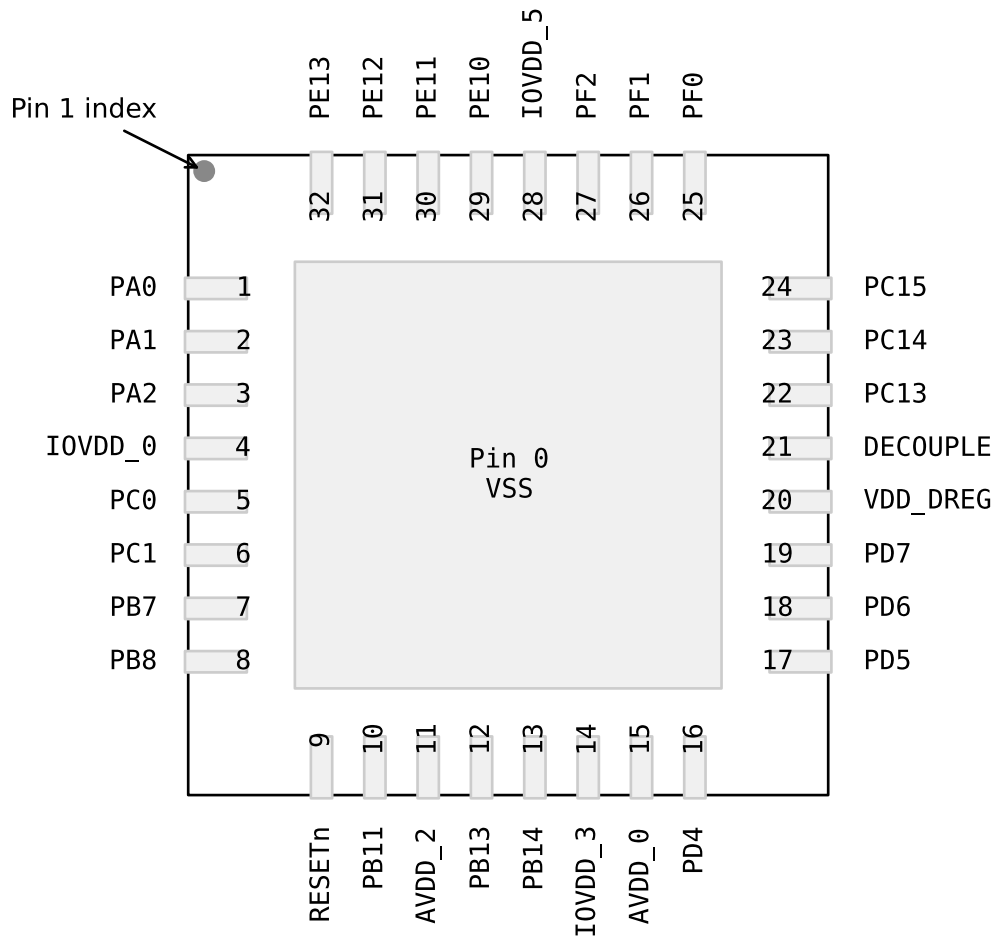 PE13 PE12 PE11 PE10 IOVDD_5 PF2 PF1 PF0
Pin 1 index
32 31 30 29 28 27 26 25
PA0 1 24 PC15
PA1 2 23 PC14
PA2 3 22 PC13
IOVDD_0 4 21 DECOUPLE
Pin 0
VSS
PC0 5 20 VDD_DREG
PC1 6 19 PD7
PB7 7 18 PD6
PB8 8 17 PD5
9 10 11 12 13 14 15 16
RESETn PB11 AVDD_2 PB13 PB14 IOVDD_3 AVDD_0 PD4